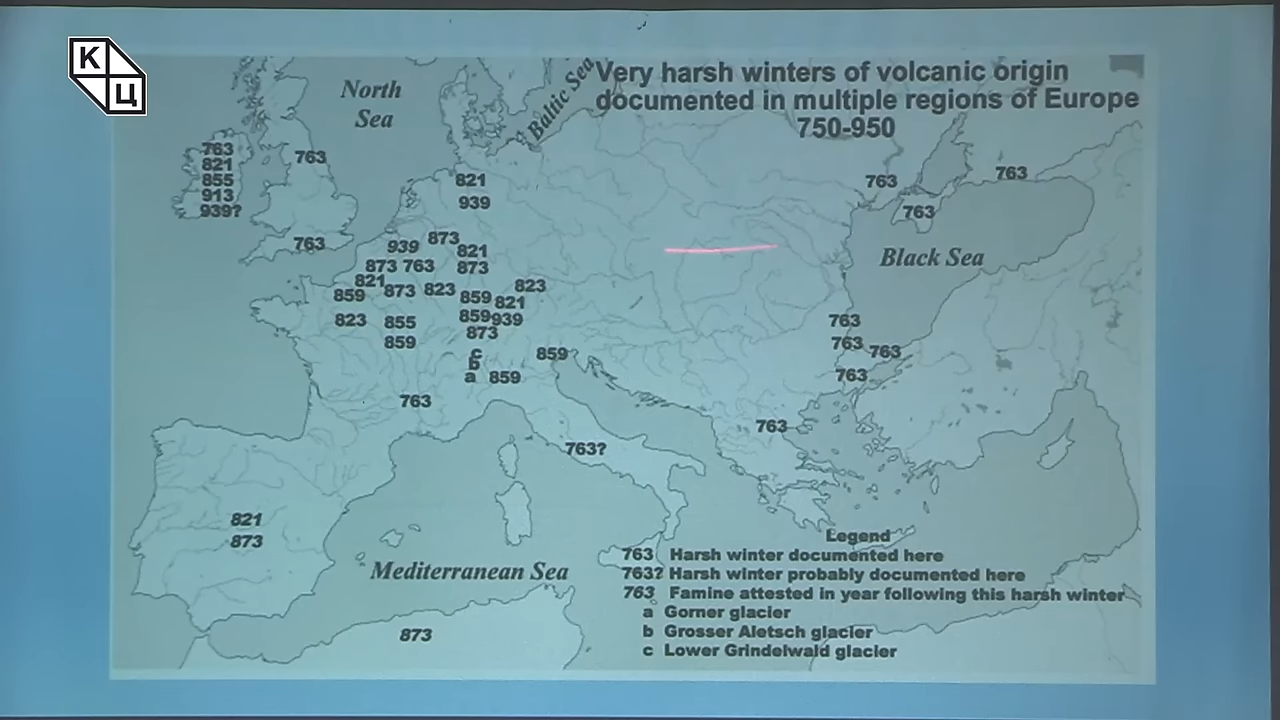 К
Ц
Very harsh winters of volcanic origin
documented in multiple regions of Europe
750-950
North
Sea
Baltic Sea
763
821
855
913
939?
763
763
821
939
763
763
763
939
873
821
873
763
873
821
859
873
823
859
821
823
823
855
859
859
939
873
c
b
a
859
859
763
763?
763
763
763
763
763
Black Sea
821
873
Mediterranean Sea
873
Legend
763 Harsh winter documented here
763? Harsh winter probably documented here
763 Famine attested in year following this harsh winter
a Gorner glacier
b Grosser Aletsch glacier
c Lower Grindelwald glacier